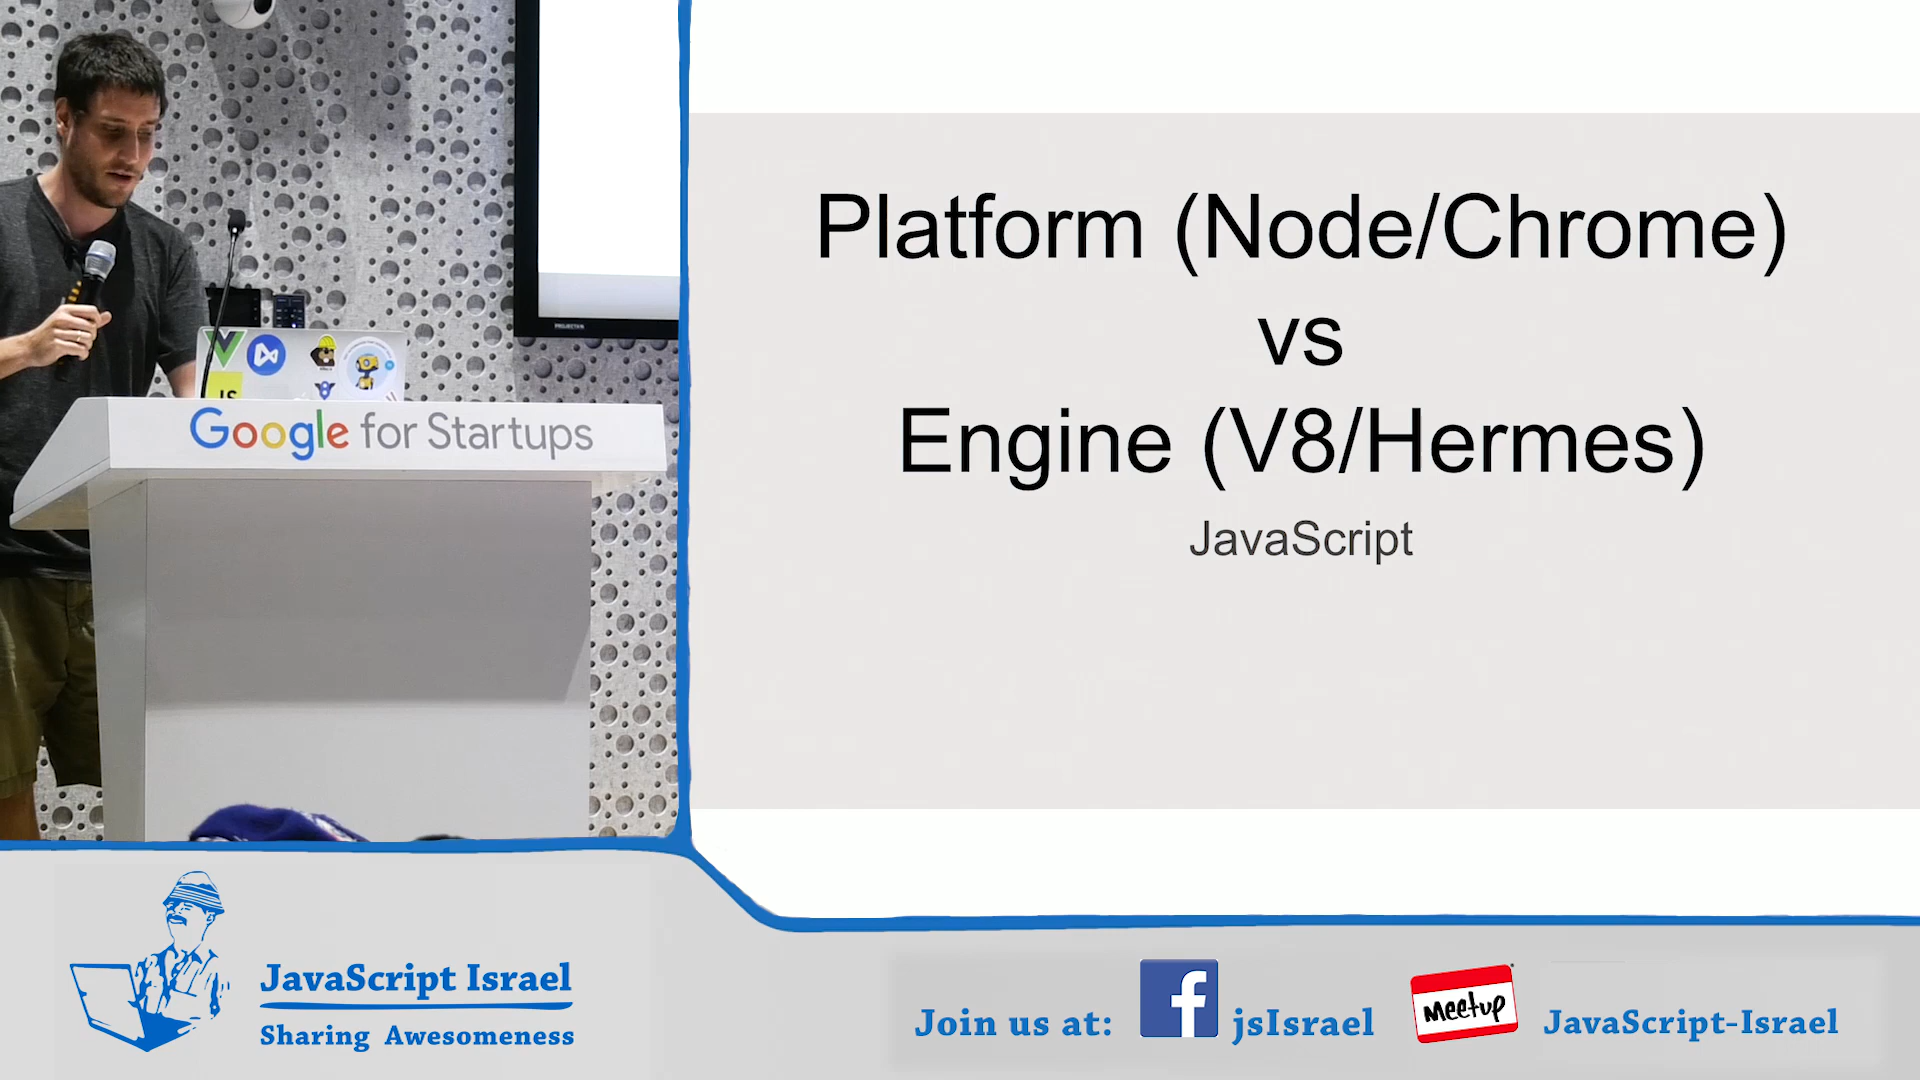 Platform (Node/Chrome)
vs
Engine (V8/Hermes)
JavaScript
JS
Google for Startups
JavaScript Israel
Sharing Awesomeness
Join us at:
f
jsIsrael
Meetup
JavaScript-Israel